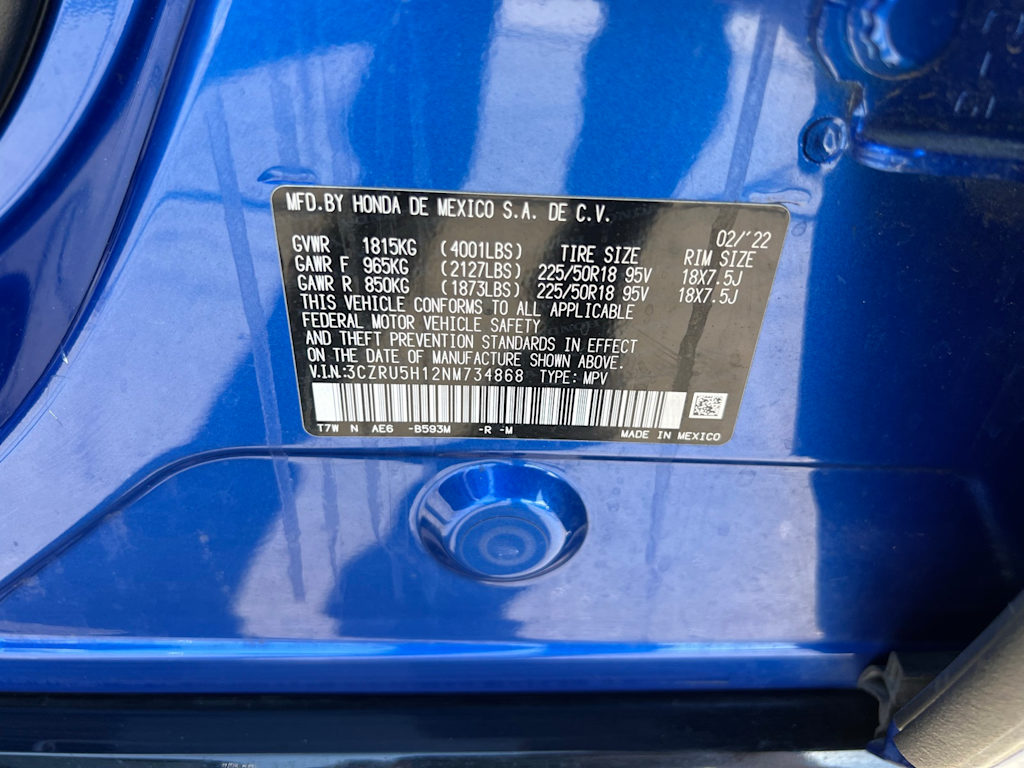 MFD.BY HONDA DE MEXICO S.A. DE C.V.
02/'22
GVWR 1815KG (4001LBS) TIRE SIZE RIM SIZE
GAWR F 965KG (2127LBS) 225/50R18 95V 18X7.5J
GAWR R 850KG (1873LBS) 225/50R18 95V 18X7.5J
THIS VEHICLE CONFORMS TO ALL APPLICABLE
FEDERAL MOTOR VEHICLE SAFETY
AND THEFT PREVENTION STANDARDS IN EFFECT
ON THE DATE OF MANUFACTURE SHOWN ABOVE.
V.I.N:3CZRU5H12NM734868 TYPE: MPV
T7W N AE6 -B593M -R -M
MADE IN MEXICO